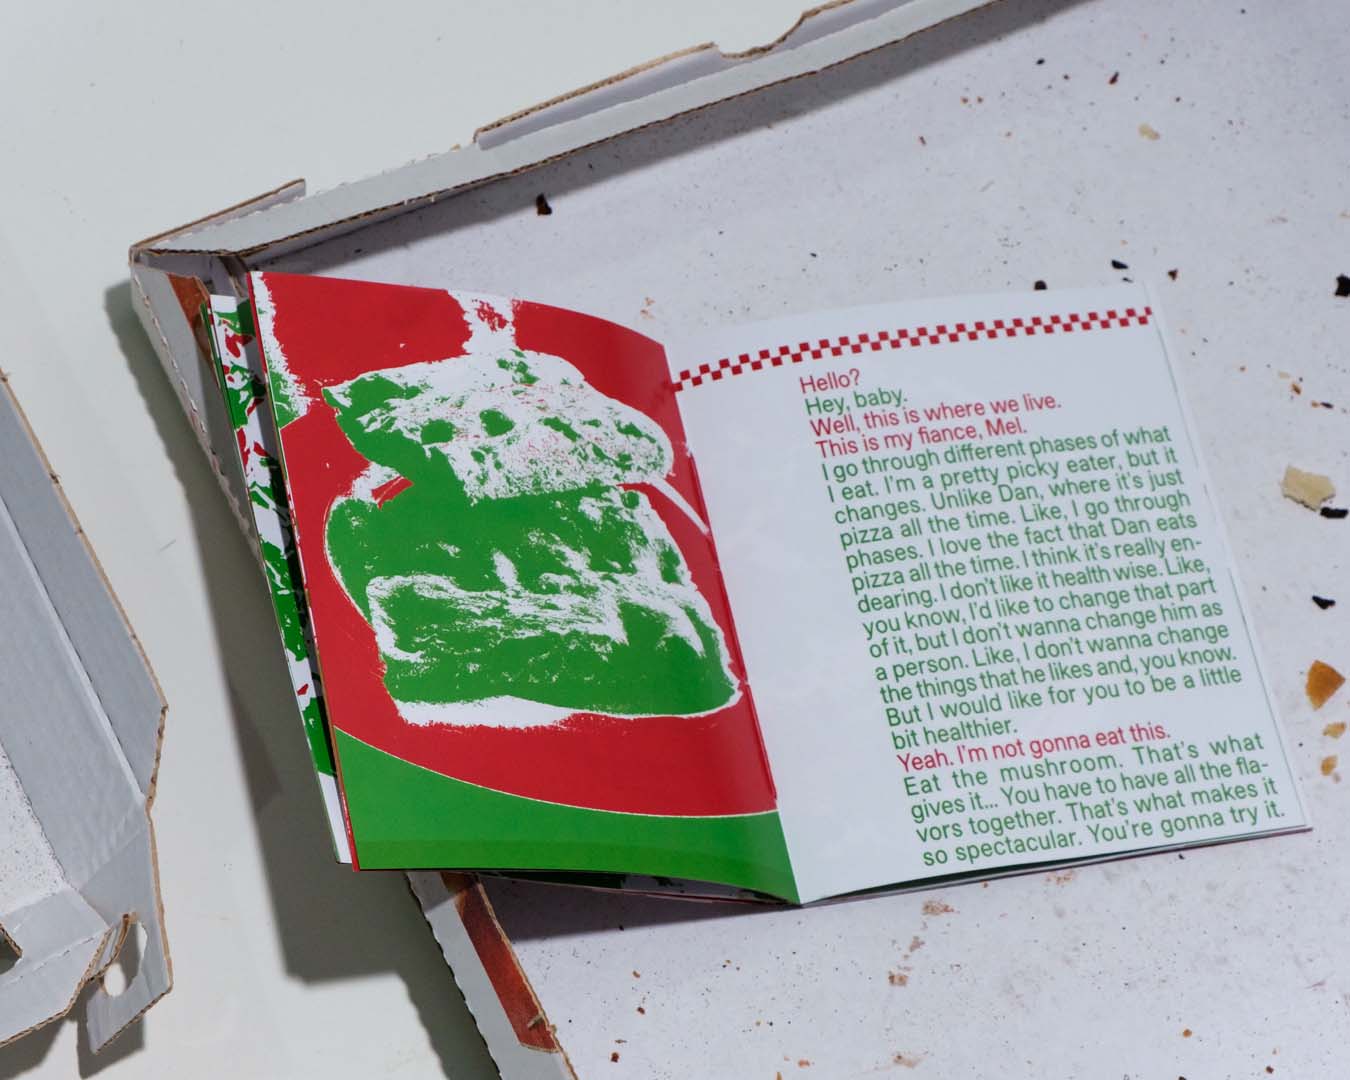 Hello?
Hey, baby.
Well, this is where we live.
This is my fiance, Mel.
I go through different phases of what
I eat. I'm a pretty picky eater, but it
changes. Unlike Dan, where it's just
pizza all the time. Like, I go through
phases. I love the fact that Dan eats
pizza all the time. I think it's really en-
dearing. I don't like it health wise. Like,
you know, I'd like to change that part
of it, but I don't wanna change him as
a person. Like, I don't wanna change
the things that he likes and, you know.
But I would like for you to be a little
bit healthier.
Yeah. I'm not gonna eat this.
Eat the mushroom. That's what
gives it... You have to have all the fla-
vors together. That's what makes it
so spectacular. You're gonna try it.